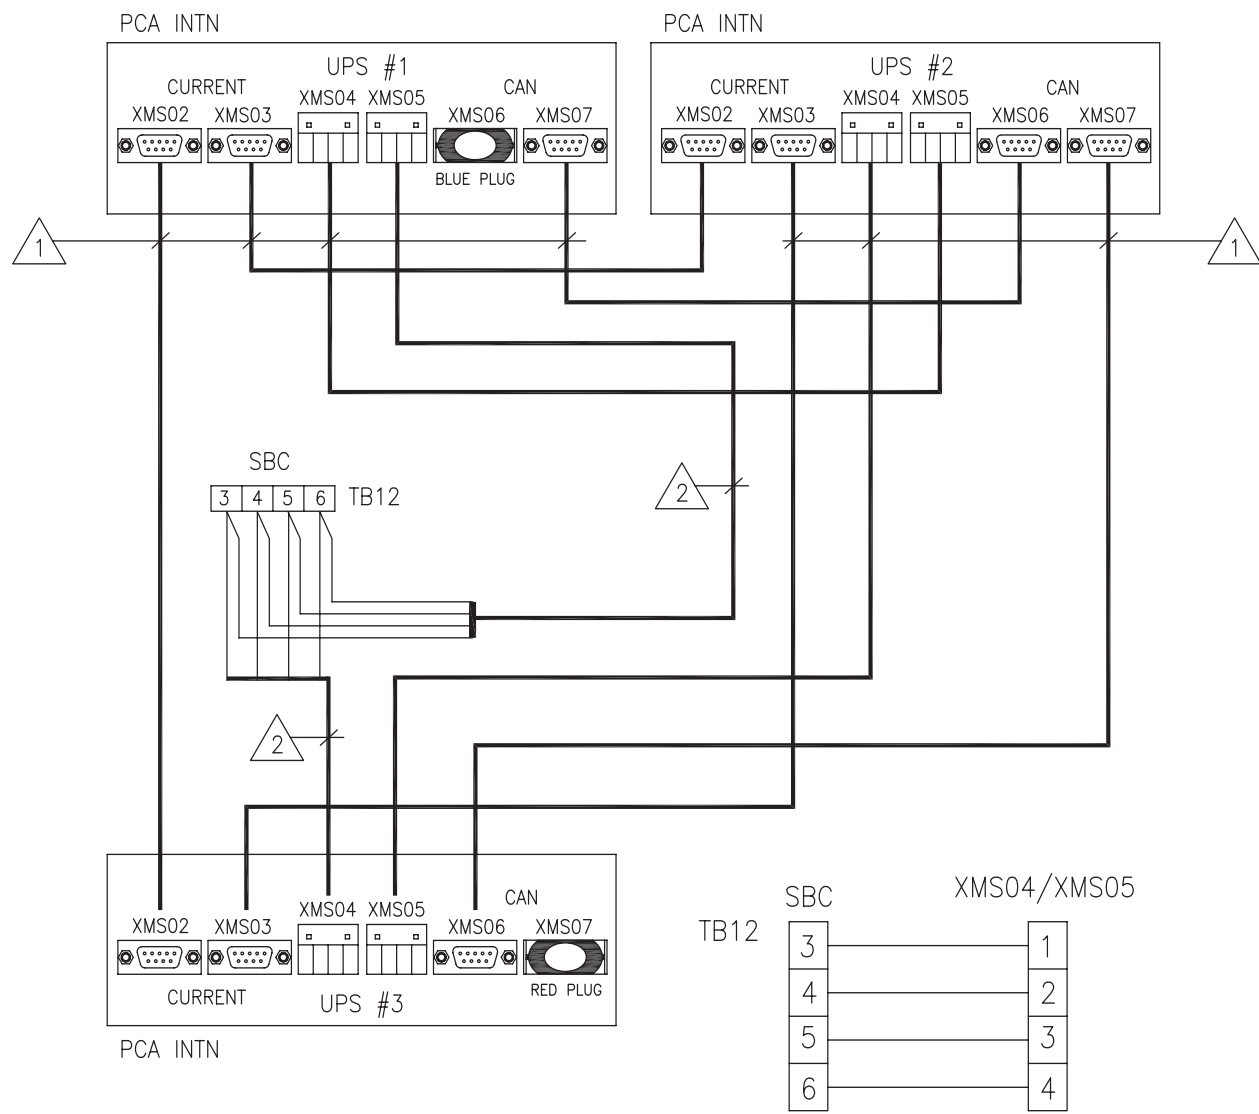 PCA INTN
PCA INTN
UPS #1
UPS #2
CURRENT
CAN
CURRENT
CAN
XMS02 XMS03 XMS04 XMS05 XMS06 XMS07
XMS02 XMS03 XMS04 XMS05 XMS06 XMS07
BLUE PLUG
1
1
SBC
3 4 5 6 TB12
2
2
CAN
XMS02 XMS03 XMS04 XMS05 XMS06 XMS07
CURRENT
UPS #3
RED PLUG
PCA INTN
SBC
XMS04/XMS05
TB12
3 1
4 2
5 3
6 4